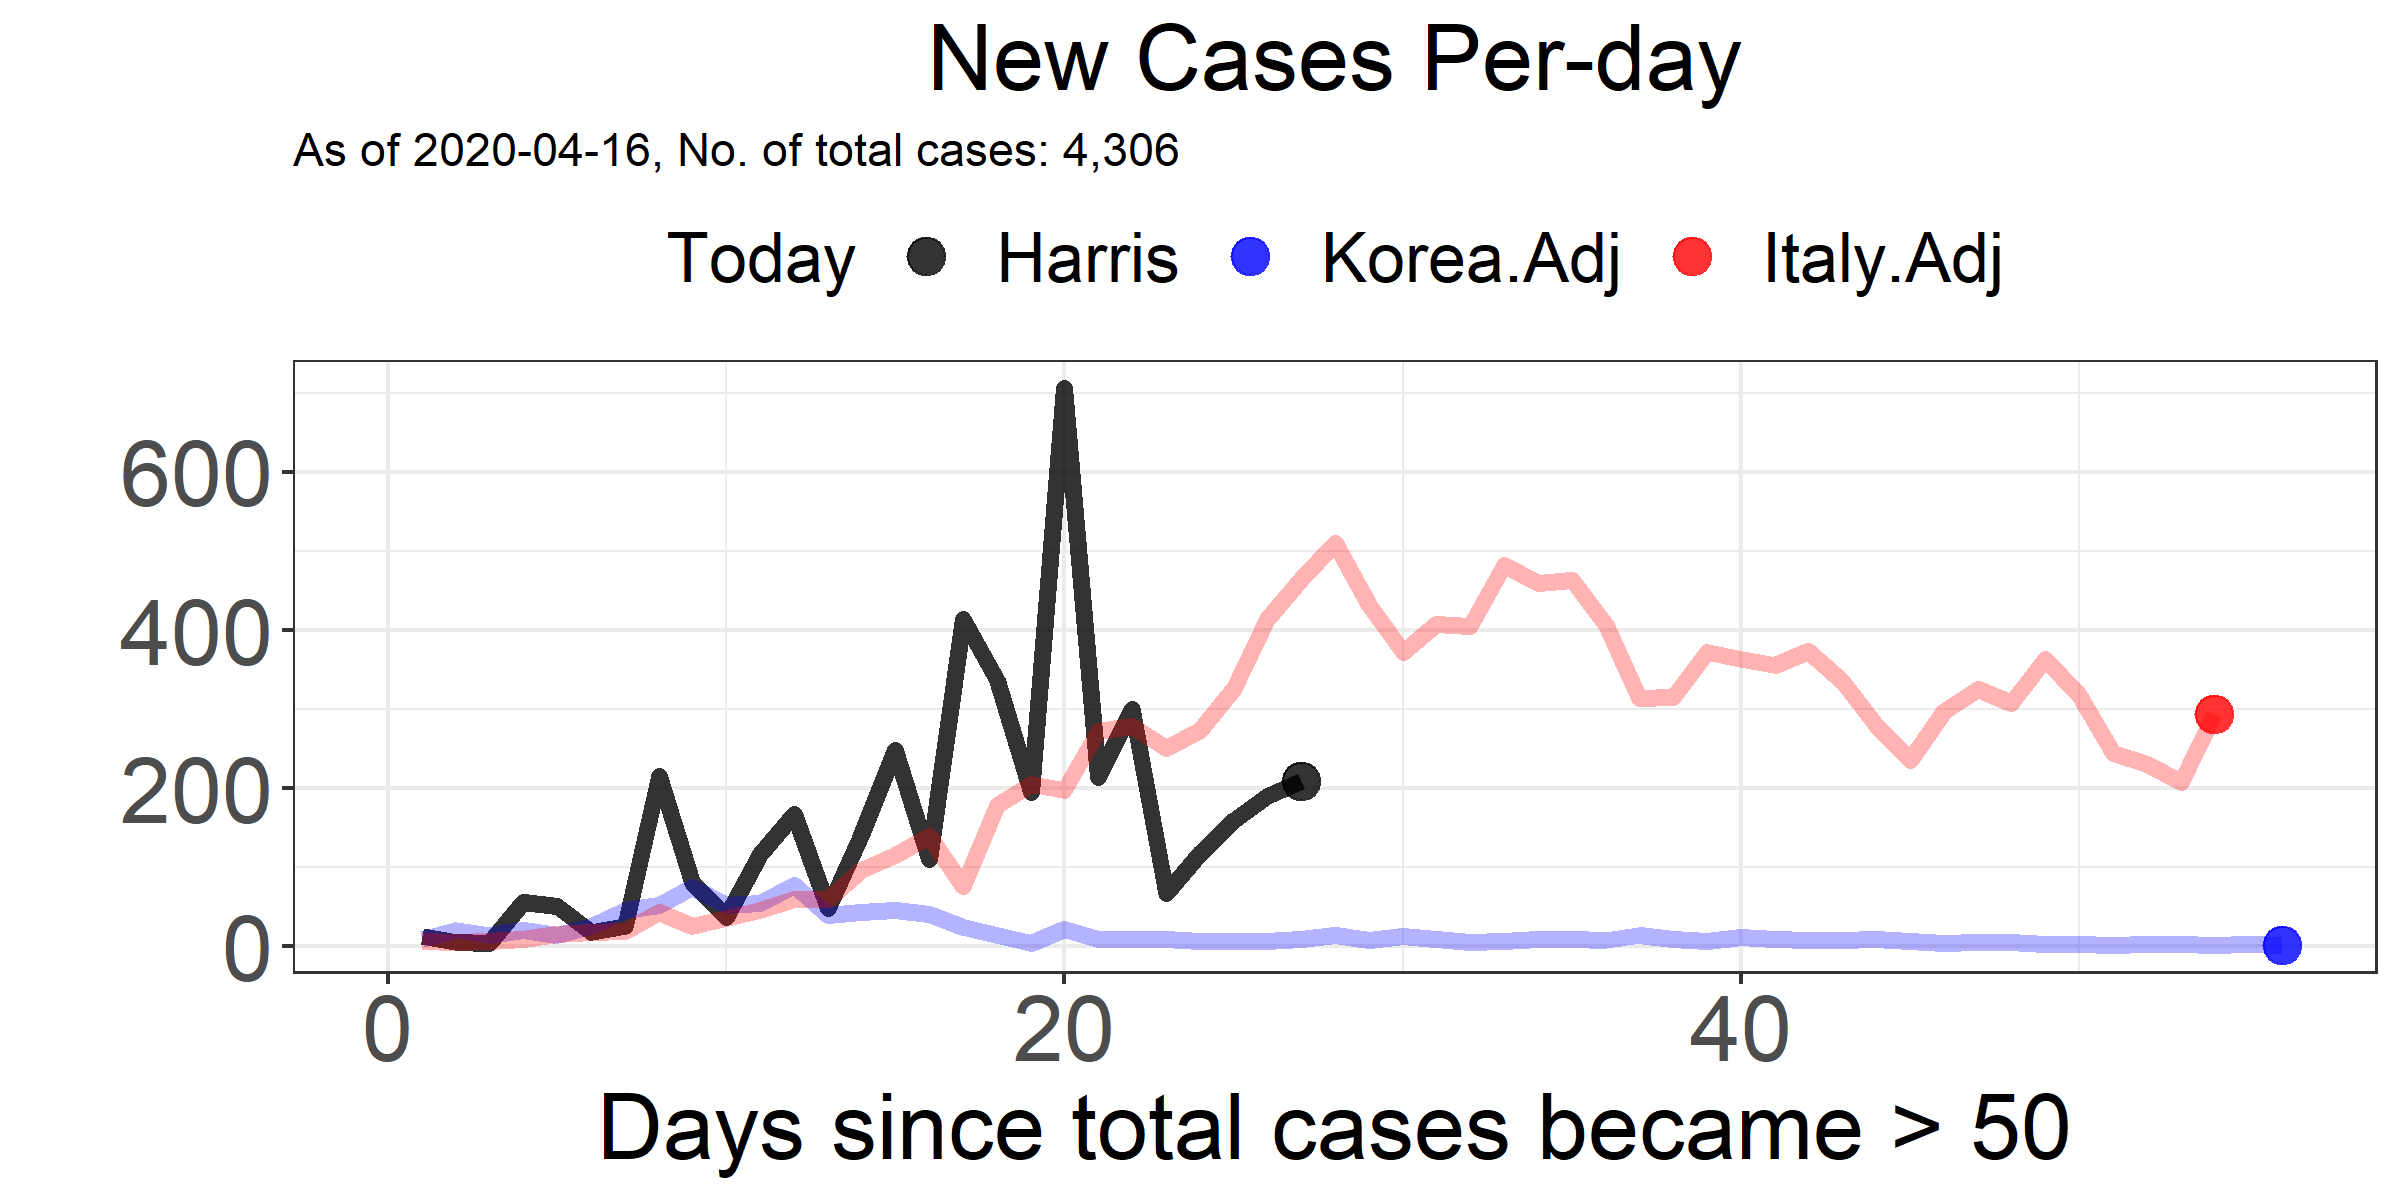 New Cases Per-day
As of 2020-04-16, No. of total cases: 4,306
Today Harris Korea.Adj Italy.Adj
600
400
200
0
0 20 40
Days since total cases became > 50